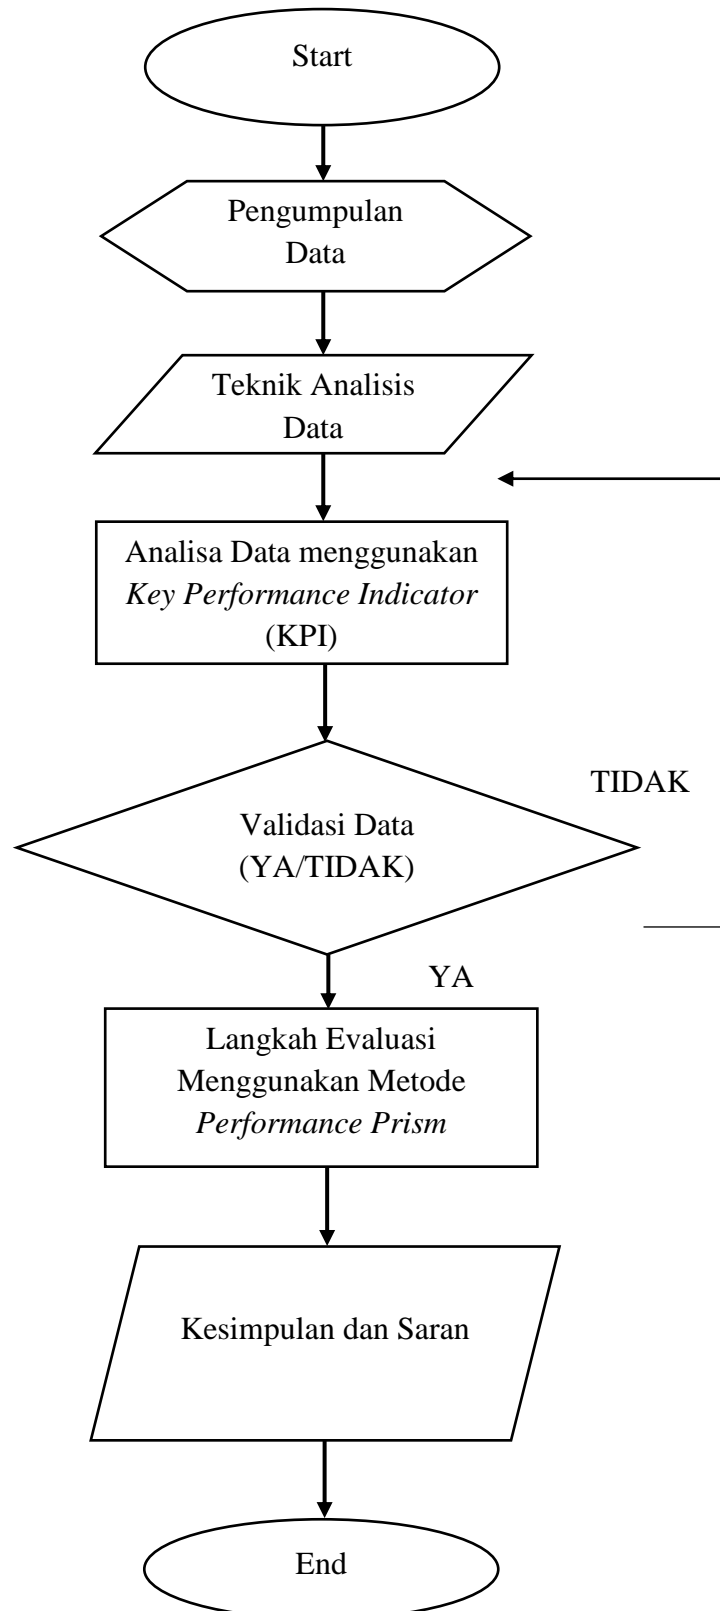 Start
Pengumpulan
Data
Teknik Analisis
Data
Analisa Data menggunakan
Key Performance Indicator
(KPI)
TIDAK
Validasi Data
(YA/TIDAK)
YA
Langkah Evaluasi
Menggunakan Metode
Performance Prism
Kesimpulan dan Saran
End